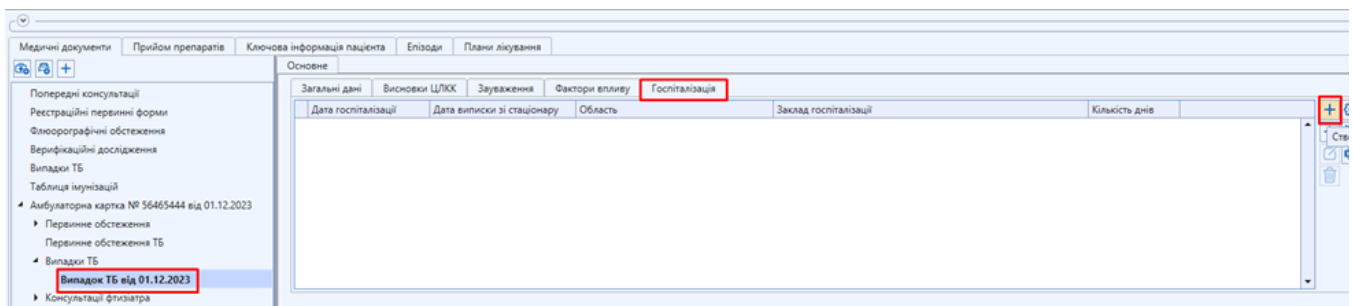 Медичні документи Прийом препаратів Ключова інформація пацієнта Епізоди Плани лікування
Основне
Попередні консультації
Реєстраційні первинні форми
Флюорографічні обстеження
Верифікаційні дослідження
Випадки ТБ
Таблиця імунізацій
Амбулаторна картка № 56465444 від 01.12.2023
Первинне обстеження
Первинне обстеження ТБ
Випадки ТБ
Випадок ТБ від 01.12.2023
Консультації фтизіатра
Загальні дані Висновки ЦЛКК Зауваження Фактори впливу Госпіталізація
Дата госпіталізації Дата виписки зі стаціонару Область Заклад госпіталізації Кількість днів